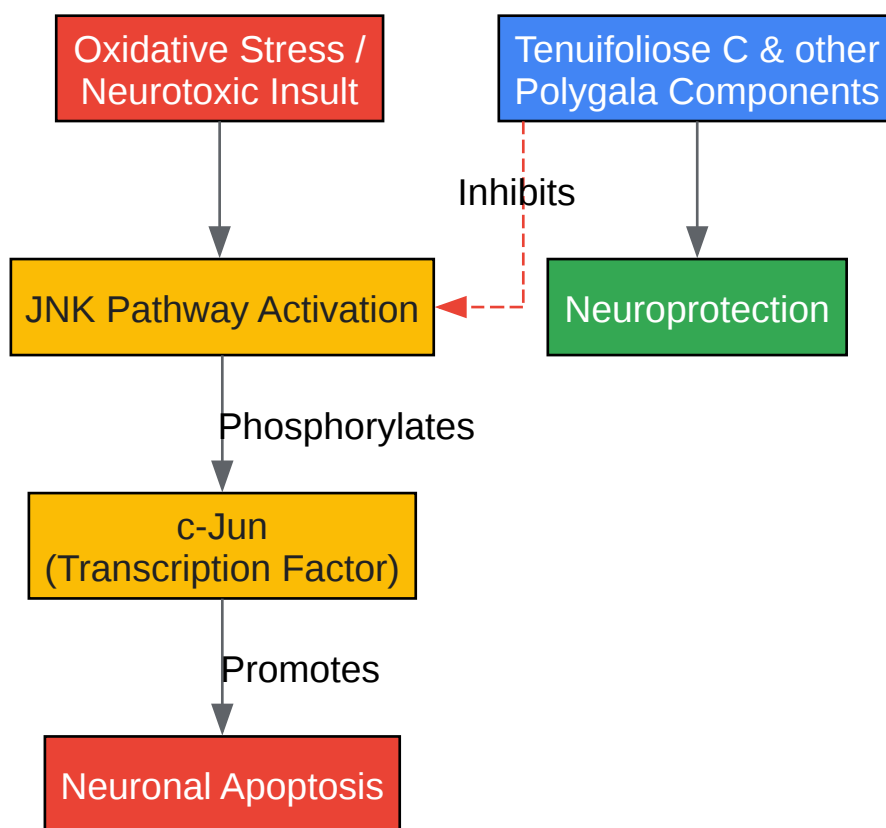 Oxidative Stress /
Neurotoxic Insult
Tenuifoliose C & other
Polygala Components
Inhibits
JNK Pathway Activation
Neuroprotection
Phosphorylates
c-Jun
(Transcription Factor)
Promotes
Neuronal Apoptosis